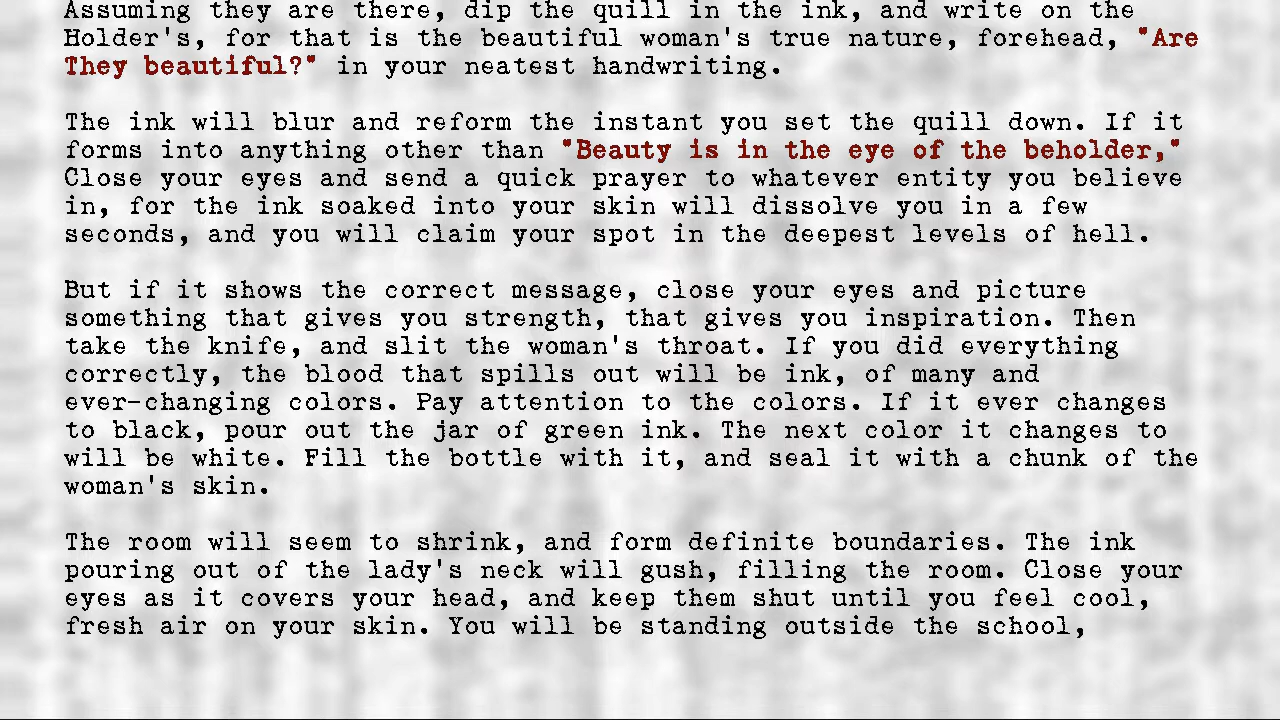 Assuming they are there, dip the quill in the ink, and write on the
Holder's, for that is the beautiful woman's true nature, forehead, "Are
They beautiful?" in your neatest handwriting.
The ink will blur and reform the instant you set the quill down. If it
forms into anything other than "Beauty is in the eye of the beholder,"
Close your eyes and send a quick prayer to whatever entity you believe
in, for the ink soaked into your skin will dissolve you in a few
seconds, and you will claim your spot in the deepest levels of hell.
But if it shows the correct message, close your eyes and picture
something that gives you strength, that gives you inspiration. Then
take the knife, and slit the woman's throat. If you did everything
correctly, the blood that spills out will be ink, of many and
ever-changing colors. Pay attention to the colors. If it ever changes
to black, pour out the jar of green ink. The next color it changes to
will be white. Fill the bottle with it, and seal it with a chunk of the
woman's skin.
The room will seem to shrink, and form definite boundaries. The ink
pouring out of the lady's neck will gush, filling the room. Close your
eyes as it covers your head, and keep them shut until you feel cool,
fresh air on your skin. You will be standing outside the school,